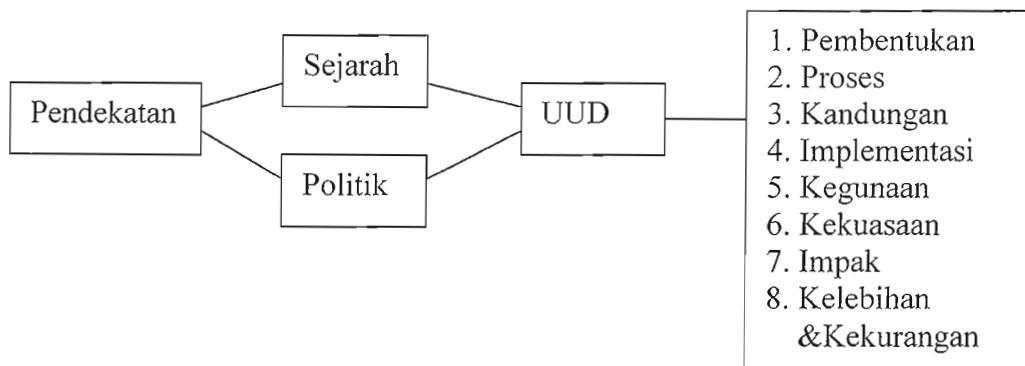 Pendekatan
Sejarah
Politik
UUD
1. Pembentukan
2. Proses
3. Kandungan
4. Implementasi
5. Kegunaan
6. Kekuasaan
7. Impak
8. Kelebihan
&Kekurangan